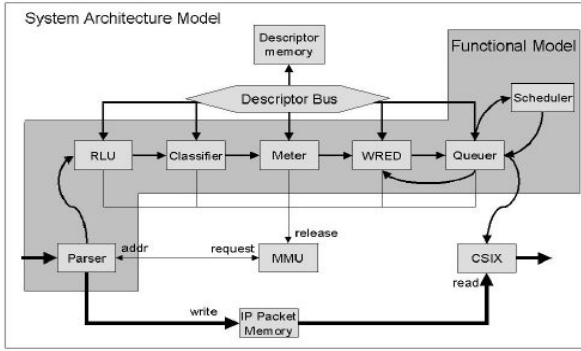 System Architecture Model
Descriptor
memory
Functional Model
Descriptor Bus
Scheduler
RLU
Classifier
Meter
WRED
Queuer
release
Parser
addr
request
MMU
CSIX
read
write
IP Packet
Memory